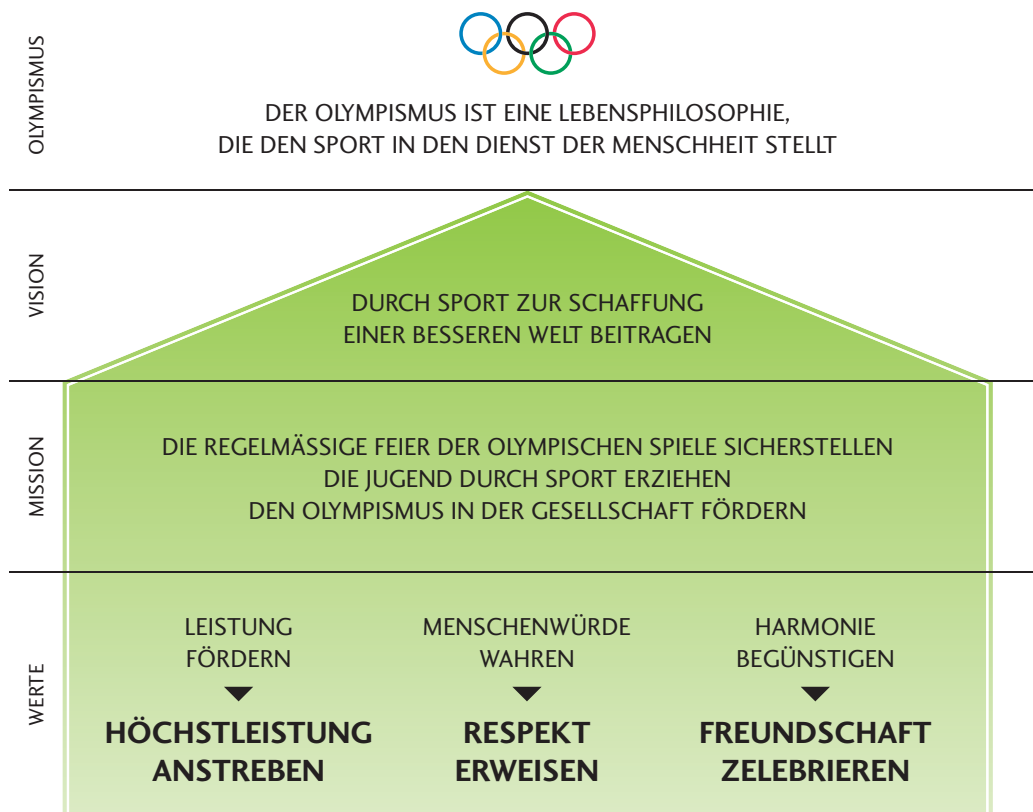 OLYMPISMUS
DER OLYMPISMUS IST EINE LEBENSPHILOSOPHIE,
DIE DEN SPORT IN DEN DIENST DER MENSCHHEIT STELLT
VISION
DURCH SPORT ZUR SCHAFFUNG
EINER BESSEREN WELT BEITRAGEN
MISSION
DIE REGELMÄSSIGE FEIER DER OLYMPISCHEN SPIELE SICHERSTELLEN
DIE JUGEND DURCH SPORT ERZIEHEN
DEN OLYMPISMUS IN DER GESELLSCHAFT FÖRDERN
WERTE
LEISTUNG
FÖRDERN
HÖCHSTLEISTUNG
ANSTREBEN
MENSCHENWÜRDE
WAHREN
RESPEKT
ERWEISEN
HARMONIE
BEGÜNSTIGEN
FREUNDSCHAFT
ZELEBRIEREN